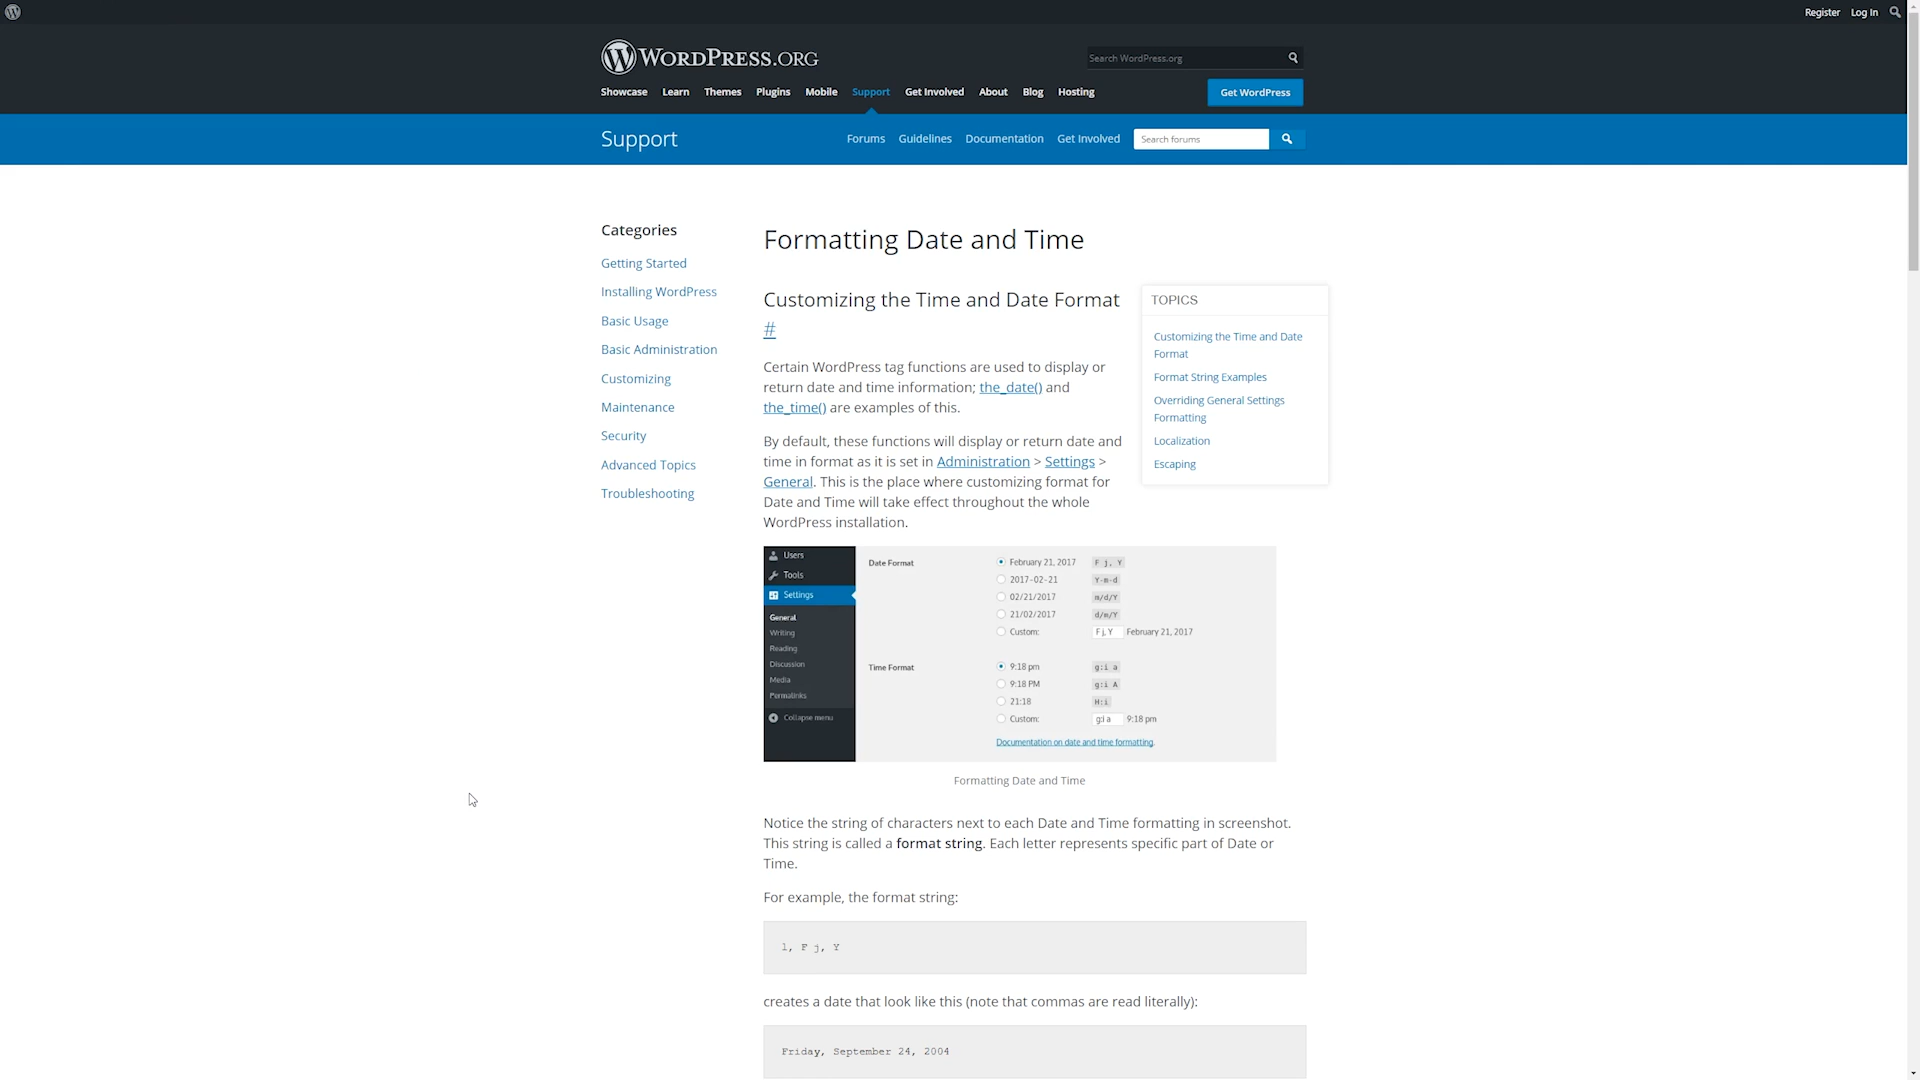 Register Log In
WORDPRESS.ORG
Search WordPress.org
Showcase Learn Themes Plugins Mobile Support Get Involved About Blog Hosting
Get WordPress
Support
Forums Guidelines Documentation Get Involved
Search forums
Categories
Getting Started
Installing WordPress
Basic Usage
Basic Administration
Customizing
Maintenance
Security
Advanced Topics
Troubleshooting
Formatting Date and Time
Customizing the Time and Date Format
#
Certain WordPress tag functions are used to display or
return date and time information; the_date() and
the_time() are examples of this.
By default, these functions will display or return date and
time in format as it is set in Administration > Settings >
General. This is the place where customizing format for
Date and Time will take effect throughout the whole
WordPress installation.
TOPICS
Customizing the Time and Date
Format
Format String Examples
Overriding General Settings
Formatting
Localization
Escaping
Users
Tools
Settings
General
Writing
Reading
Discussion
Media
Permalinks
Collapse menu
Date Format
February 21, 2017 F j, Y
2017-02-21 Y-m-d
02/21/2017 m/d/Y
21/02/2017 d/m/Y
Custom: F j, Y February 21, 2017
Time Format
9:18 pm g:i a
9:18 PM g:i A
21:18 H:i
Custom: g:i a 9:18 pm
Documentation on date and time formatting.
Formatting Date and Time
Notice the string of characters next to each Date and Time formatting in screenshot.
This string is called a format string. Each letter represents specific part of Date or
Time.
For example, the format string:
l, F j, Y
creates a date that look like this (note that commas are read literally):
Friday, September 24, 2004